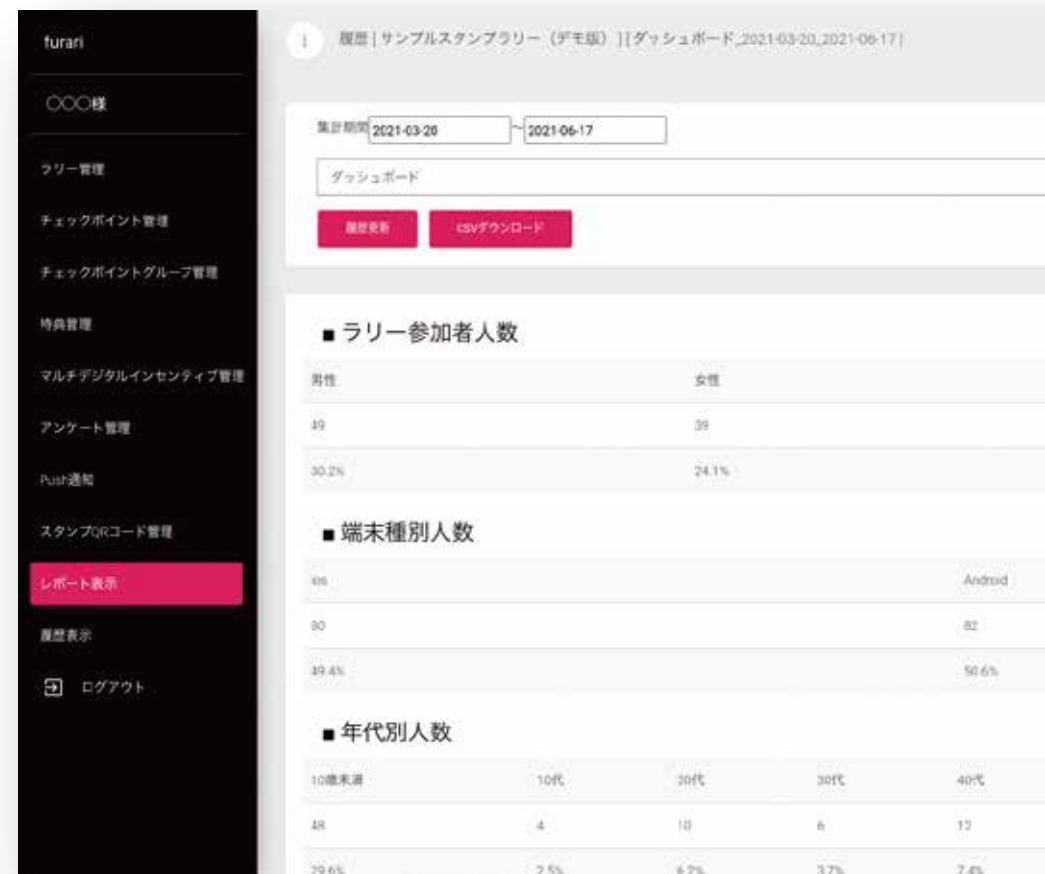 furari
〇〇〇様
ラリー管理
チェックポイント管理
チェックポイントグループ管理
特典管理
マルチデジタルインセンティブ管理
アンケート管理
Push通知
スタンプQRコード管理
レポート表示
履歴表示
ログアウト
履歴 | サンプルスタンプラリー（デモ版） ] [ ダッシュボード_2021-03-20_2021-06-17 ]
集計期間 2021-03-20 ～ 2021-06-17
ダッシュボード
履歴更新 CSVダウンロード
■ ラリー参加者人数
男性 女性
49 39
30.2% 24.1%
■ 端末種別人数
ios Android
80 82
49.4% 50.6%
■ 年代別人数
10歳未満 10代 20代 30代 40代
48 4 10 6 12
29.6% 2.5% 6.2% 3.7% 7.4%